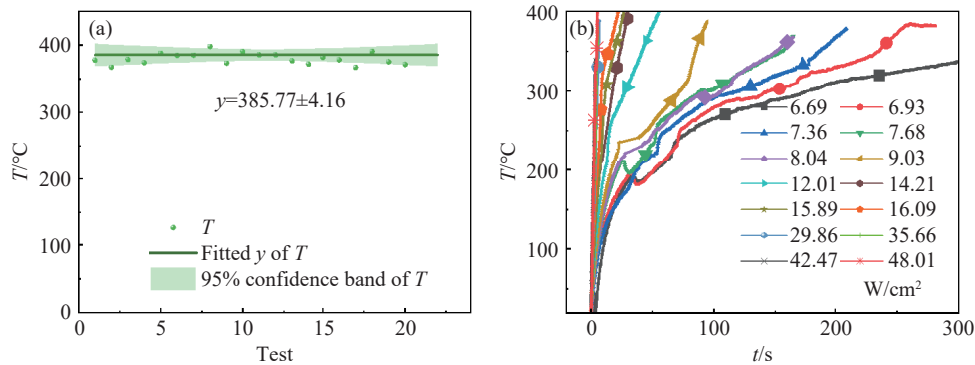 (a)
y=385.77±4.16
T
Fitted y of T
95% confidence band of T
400
300
200
100
0
T/°C
0 5 10 15 20
Test
(b)
400
300
200
100
T/°C
6.69 6.93
7.36 7.68
8.04 9.03
12.01 14.21
15.89 16.09
29.86 35.66
42.47 48.01
W/cm²
0 100 200 300
t/s